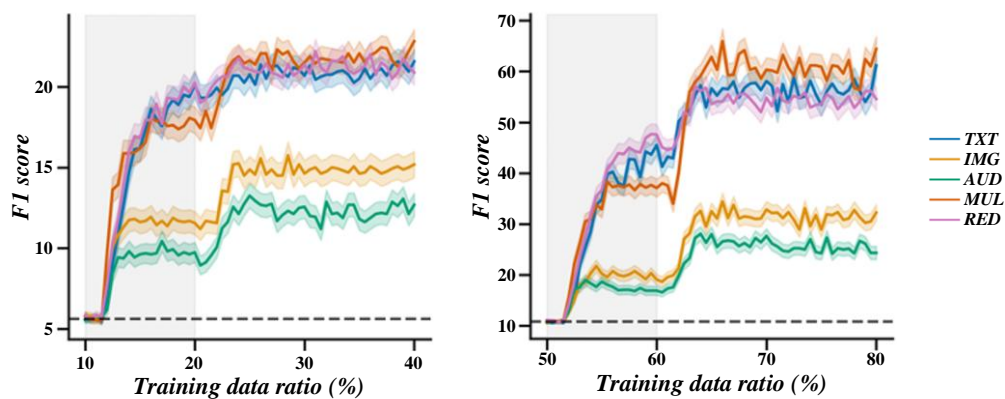 F1 score
20
15
10
5
10 20 30 40
Training data ratio (%)
F1 score
70
60
50
40
30
20
10
50 60 70 80
Training data ratio (%)
TXT
IMG
AUD
MUL
RED